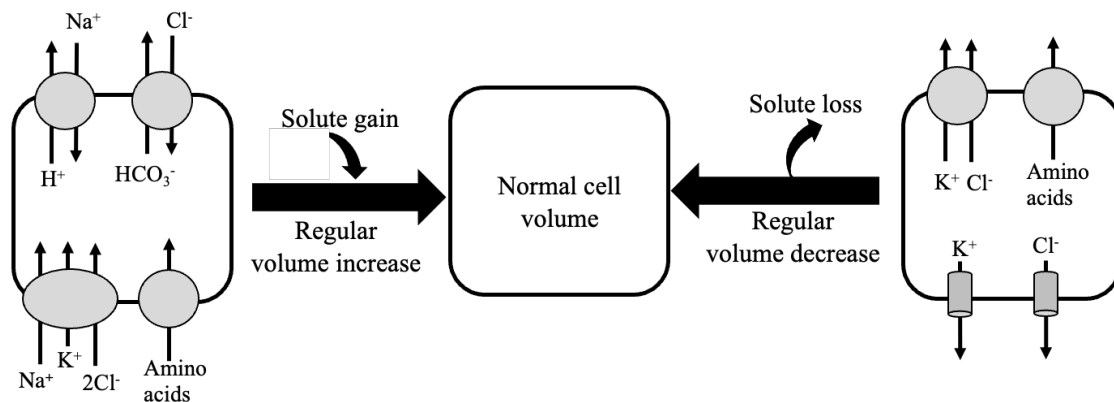 Na⁺
Cl⁻
H⁺
HCO₃⁻
Na⁺
K⁺
2Cl⁻
Amino
acids
Solute gain
Regular
volume increase
Normal cell
volume
Solute loss
Regular
volume decrease
K⁺
Cl⁻
Amino
acids
K⁺
Cl⁻